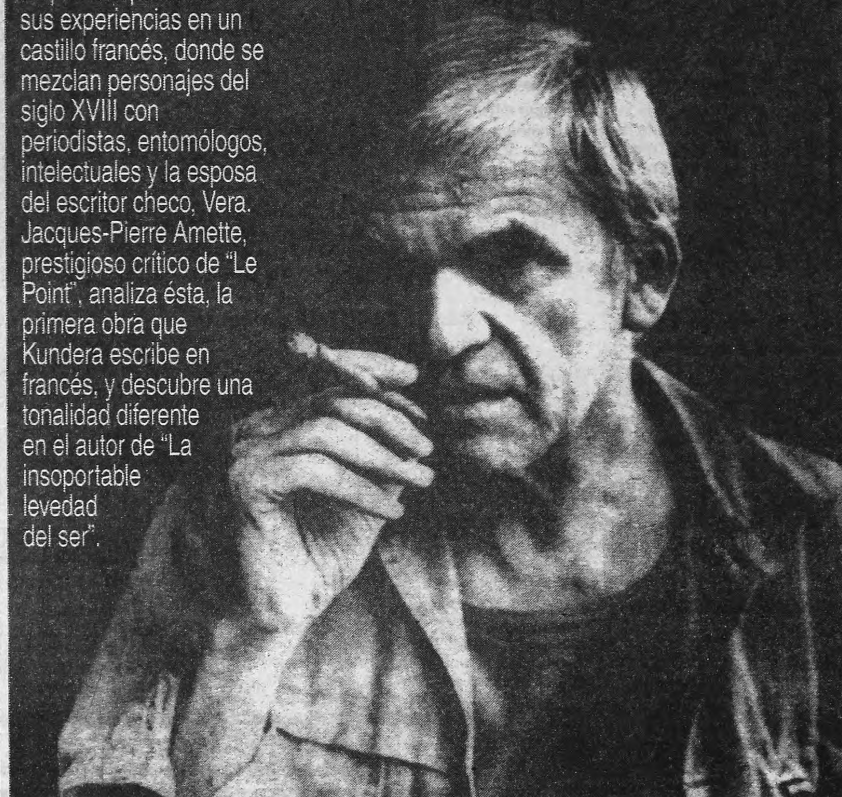 sus experiencias en un
castillo francés, donde se
mezclan personajes del
siglo XVIII con
periodistas, entomólogos,
intelectuales y la esposa
del escritor checo, Vera.
Jacques-Pierre Amette,
prestigioso crítico de “Le
Point”, analiza ésta, la
primera obra que
Kundera escribe en
francés, y descubre una
tonalidad diferente
en el autor de “La
insoportable
levedad
del ser”.